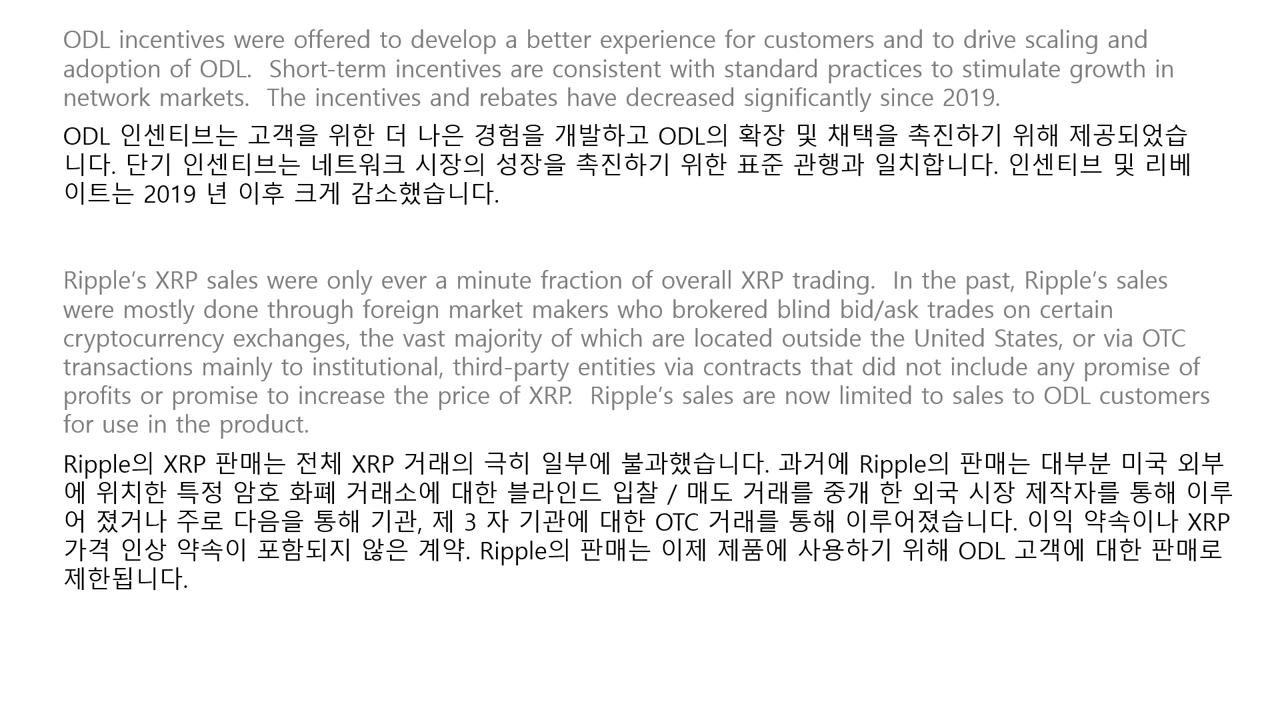 ODL incentives were offered to develop a better experience for customers and to drive scaling and
adoption of ODL.  Short-term incentives are consistent with standard practices to stimulate growth in
network markets.  The incentives and rebates have decreased significantly since 2019.
ODL 인센티브는 고객을 위한 더 나은 경험을 개발하고 ODL의 확장 및 채택을 촉진하기 위해 제공되었습
니다. 단기 인센티브는 네트워크 시장의 성장을 촉진하기 위한 표준 관행과 일치합니다. 인센티브 및 리베
이트는 2019 년 이후 크게 감소했습니다.
Ripple’s XRP sales were only ever a minute fraction of overall XRP trading.  In the past, Ripple’s sales
were mostly done through foreign market makers who brokered blind bid/ask trades on certain
cryptocurrency exchanges, the vast majority of which are located outside the United States, or via OTC
transactions mainly to institutional, third-party entities via contracts that did not include any promise of
profits or promise to increase the price of XRP.  Ripple’s sales are now limited to sales to ODL customers
for use in the product.
Ripple의 XRP 판매는 전체 XRP 거래의 극히 일부에 불과했습니다. 과거에 Ripple의 판매는 대부분 미국 외부
에 위치한 특정 암호 화폐 거래소에 대한 블라인드 입찰 / 매도 거래를 중개 한 외국 시장 제작자를 통해 이루
어 졌거나 주로 다음을 통해 기관, 제 3 자 기관에 대한 OTC 거래를 통해 이루어졌습니다. 이익 약속이나 XRP
가격 인상 약속이 포함되지 않은 계약. Ripple의 판매는 이제 제품에 사용하기 위해 ODL 고객에 대한 판매로
제한됩니다.